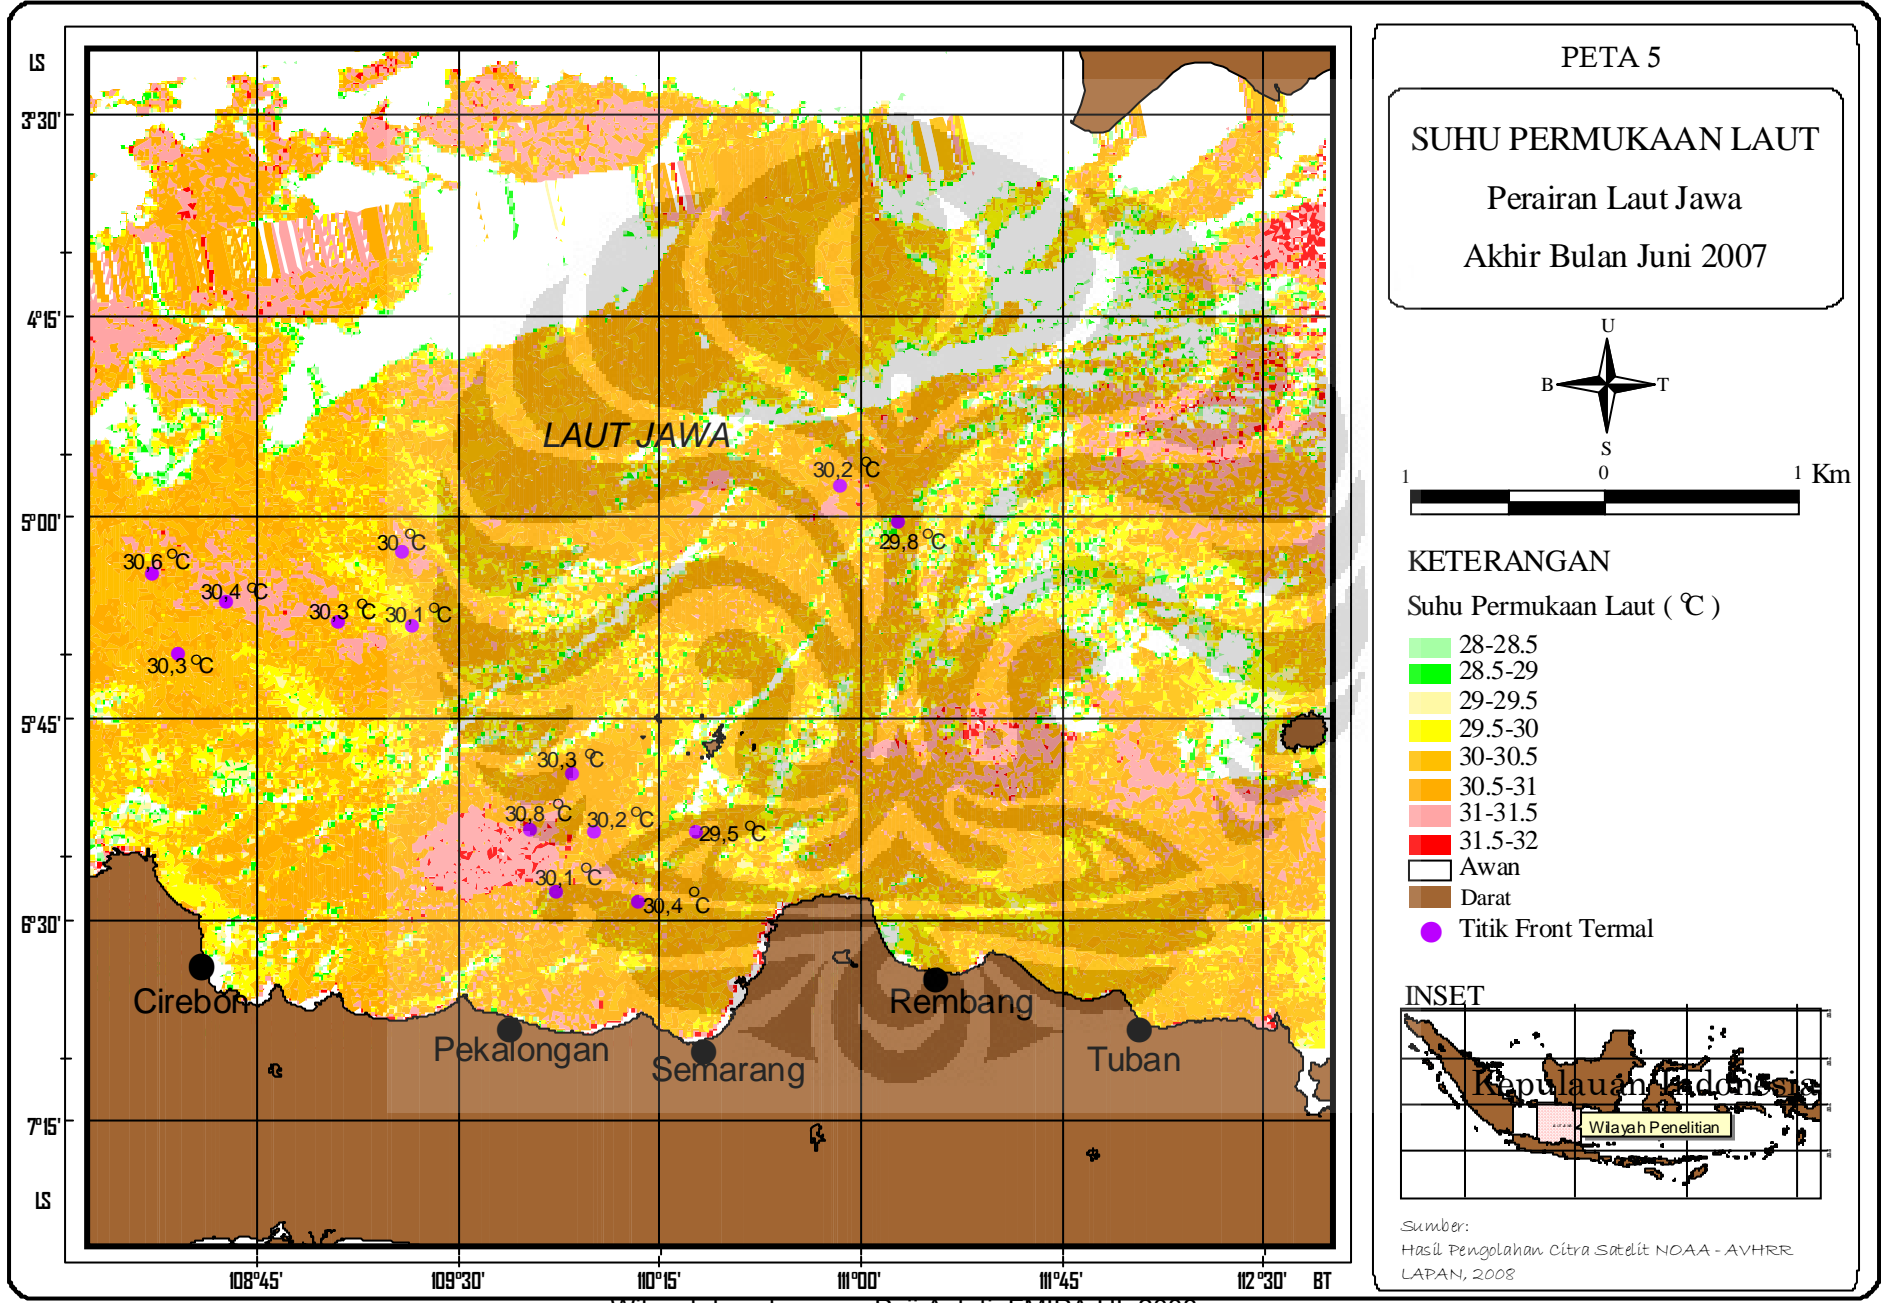 PETA 5
SUHU PERMUKAAN LAUT
Perairan Laut Jawa
Akhir Bulan Juni 2007
U
B
T
S
1 0 1 Km
KETERANGAN
Suhu Permukaan Laut ( °C )
28-28.5
28.5-29
29-29.5
29.5-30
30-30.5
30.5-31
31-31.5
31.5-32
Awan
Darat
Titik Front Termal
INSET
Kepulauan Indonesia
Wilayah Penelitian
Sumber:
Hasil Pengolahan Citra Satelit NOAA - AVHRR
LAPAN, 2008
LS
3°30'
4°15'
5°00'
5°45'
6°30'
7°15'
LS
108°45'
109°30'
110°15'
111°00'
111°45'
112°30'
BT
LAUT JAWA
30,2 °C
29,8 °C
30 °C
30,6 °C
30,4 °C
30,3 °C
30,1 °C
30,3 °C
30,3 °C
30,8 °C
30,2 °C
29,5 °C
30,1 °C
30,4 °C
Cirebon
Pekalongan
Semarang
Rembang
Tuban